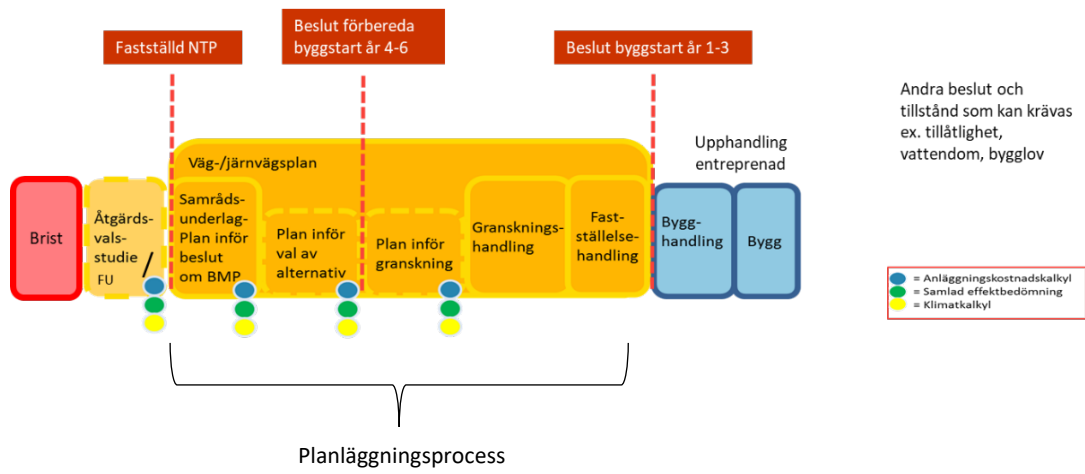 Fastställd NTP
Beslut förbereda
byggstart år 4-6
Beslut byggstart år 1-3
Andra beslut och
tillstånd som kan krävas
ex. tillåtlighet,
vattendom, bygglov
Väg-/järnvägsplan
Upphandling
entreprenad
Brist
Åtgärds-
vals-
studie
FU /
Samråds-
underlag-
Plan inför
beslut
om BMP
Plan inför
val av
alternativ
Plan inför
granskning
Gransknings-
handling
Fast-
ställelse-
handling
Bygg-
handling
Bygg
= Anläggningskostnadskalkyl
= Samlad effektbedömning
= Klimatkalkyl
Planläggningsprocess